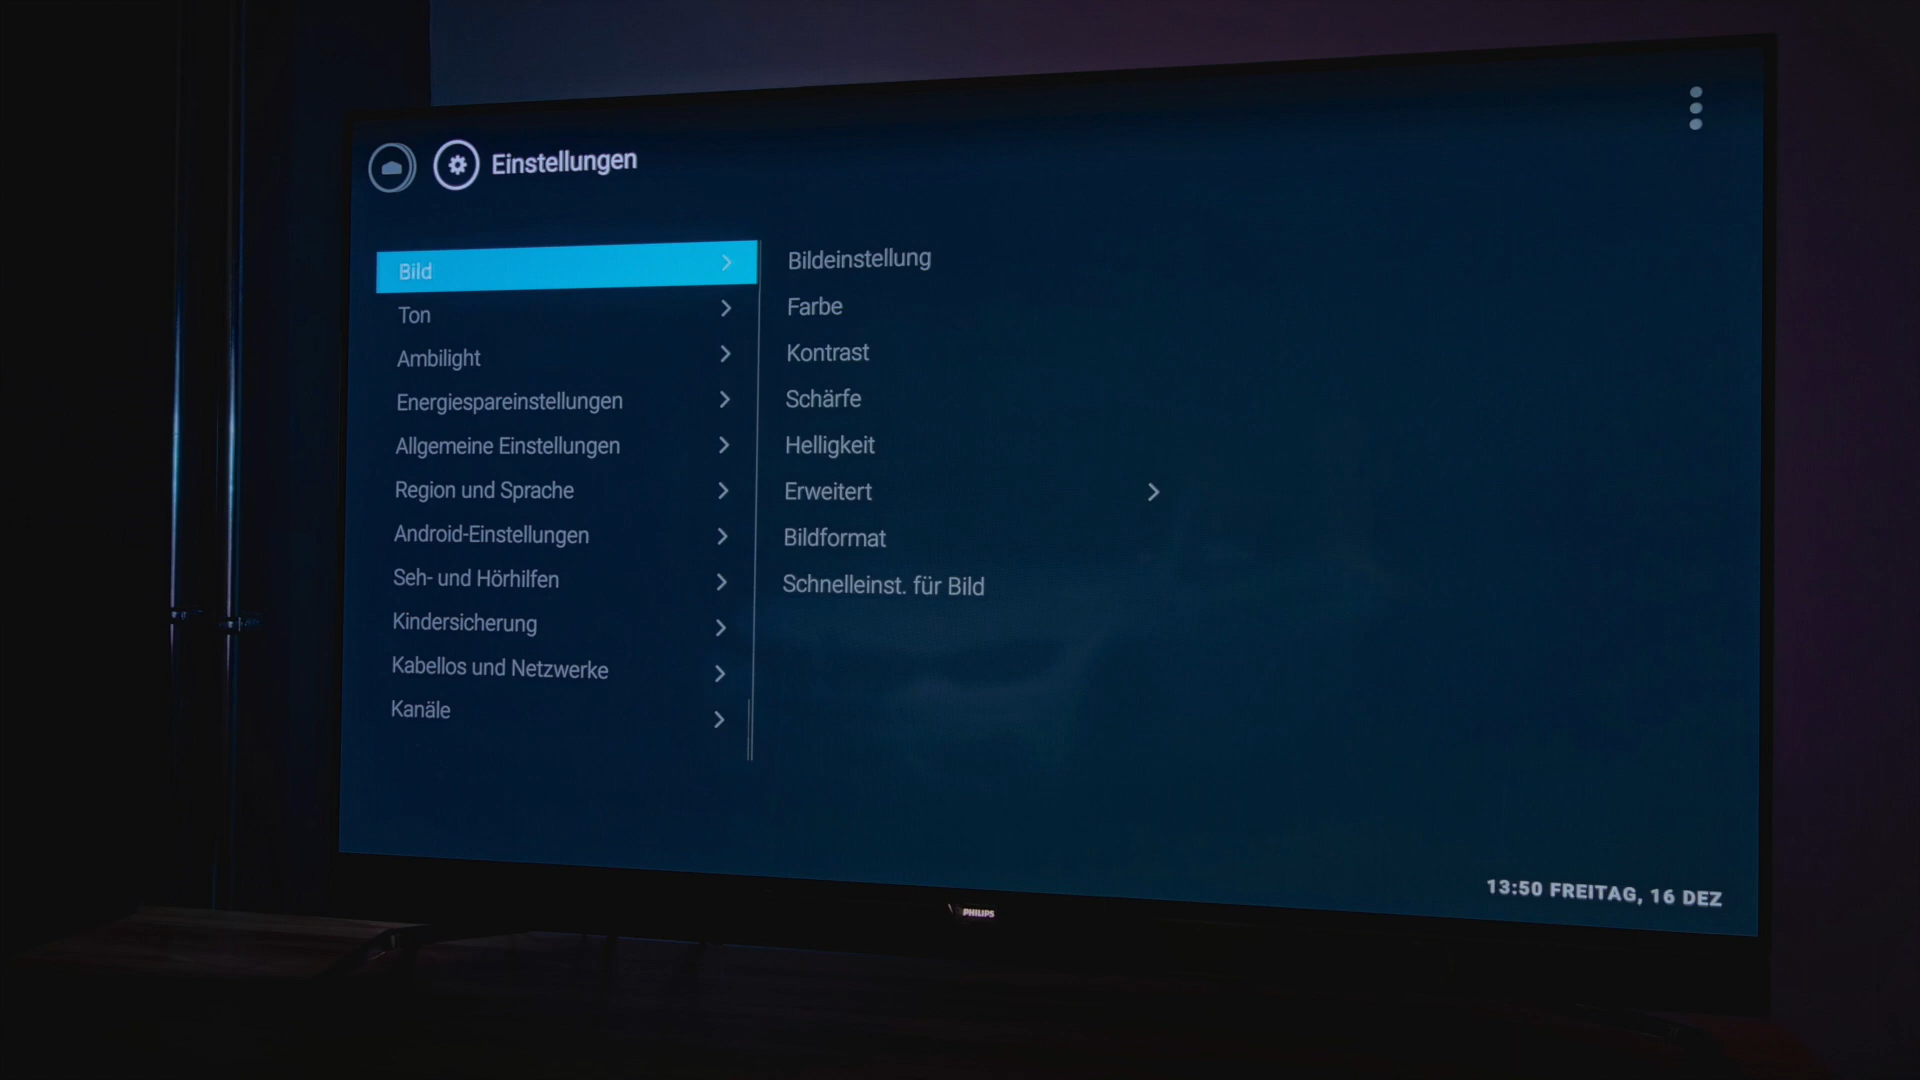 Einstellungen
Bild
Ton
Ambilight
Energiespareinstellungen
Allgemeine Einstellungen
Region und Sprache
Android-Einstellungen
Seh- und Hörhilfen
Kindersicherung
Kabellos und Netzwerke
Kanäle
Bildeinstellung
Farbe
Kontrast
Schärfe
Helligkeit
Erweitert
Bildformat
Schnelleinst. für Bild
13:50 FREITAG, 16 DEZ
PHILIPS